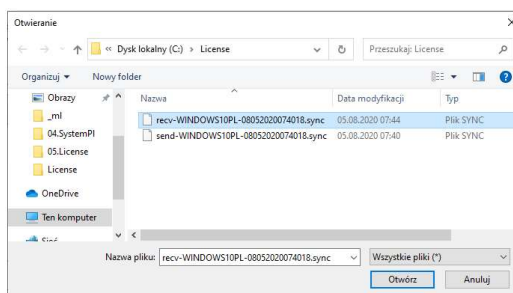 Otwieranie
Dysk lokalny (C:) › License
Przeszukaj: License
Organizuj
Nowy folder
Obrazy
_ml
04.SystemPl
05.License
License
OneDrive
Ten komputer
Nazwa
Data modyfikacji
Typ
recv-WINDOWS10PL-08052020074018.sync
05.08.2020 07:44
Plik SYNC
send-WINDOWS10PL-08052020074018.sync
05.08.2020 07:40
Plik SYNC
Nazwa pliku:
recv-WINDOWS10PL-08052020074018.sync
Wszystkie pliki (*)
Otwórz
Anuluj